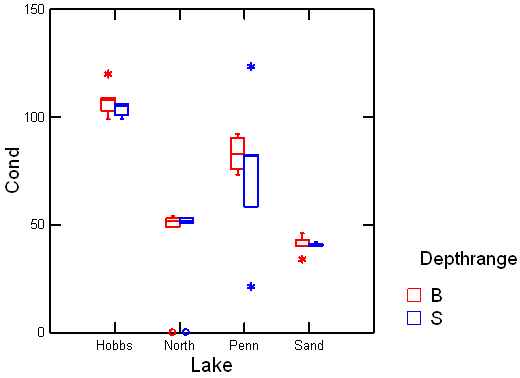 150
100
50
0
Cond
Hobbs North Penn Sand
Lake
Depthrange
B
S